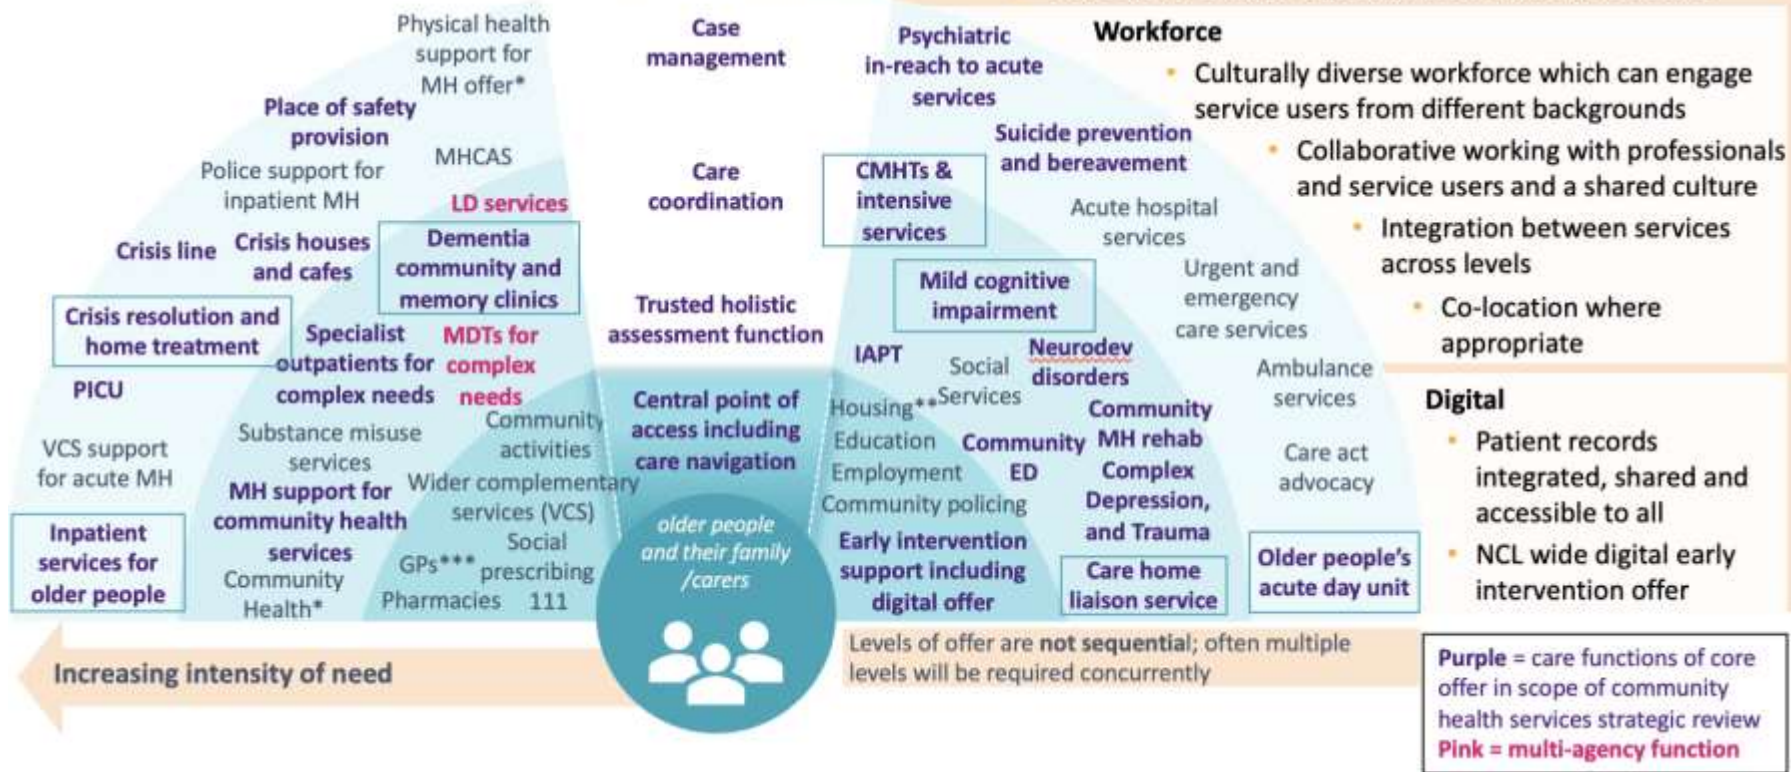 Physical health
support for
MH offer*
Place of safety
provision
MHCAS
Police support for
inpatient MH
LD services
Crisis line
Crisis houses
and cafes
Dementia
community and
memory clinics
Crisis resolution and
home treatment
Specialist
outpatients for
complex needs
MDTs for
complex
needs
PICU
Substance misuse
services
Community
activities
VCS support
for acute MH
MH support for
community health
services
Wider complementary
services (VCS)
Inpatient
services for
older people
Community
Health*
GPs***
Social
prescribing
Pharmacies
111
Case
management
Care
coordination
Trusted holistic
assessment function
Central point of
access including
care navigation
older people
and their family
/carers
Psychiatric
in-reach to acute
services
Suicide prevention
and bereavement
CMHTs &
intensive
services
Acute hospital
services
Mild cognitive
impairment
Urgent and
emergency
care services
IAPT
Social
Services
Neurodev
disorders
Ambulance
services
Housing**
Education
Employment
Community policing
Community
ED
Community
MH rehab
Complex
Depression,
and Trauma
Care act
advocacy
Early intervention
support including
digital offer
Care home
liaison service
Older people's
acute day unit
Increasing intensity of need
Levels of offer are not sequential; often multiple
levels will be required concurrently
Workforce
• Culturally diverse workforce which can engage
service users from different backgrounds
• Collaborative working with professionals
and service users and a shared culture
• Integration between services
across levels
• Co-location where
appropriate
Digital
• Patient records
integrated, shared and
accessible to all
• NCL wide digital early
intervention offer
Purple = care functions of core
offer in scope of community
health services strategic review
Pink = multi-agency function